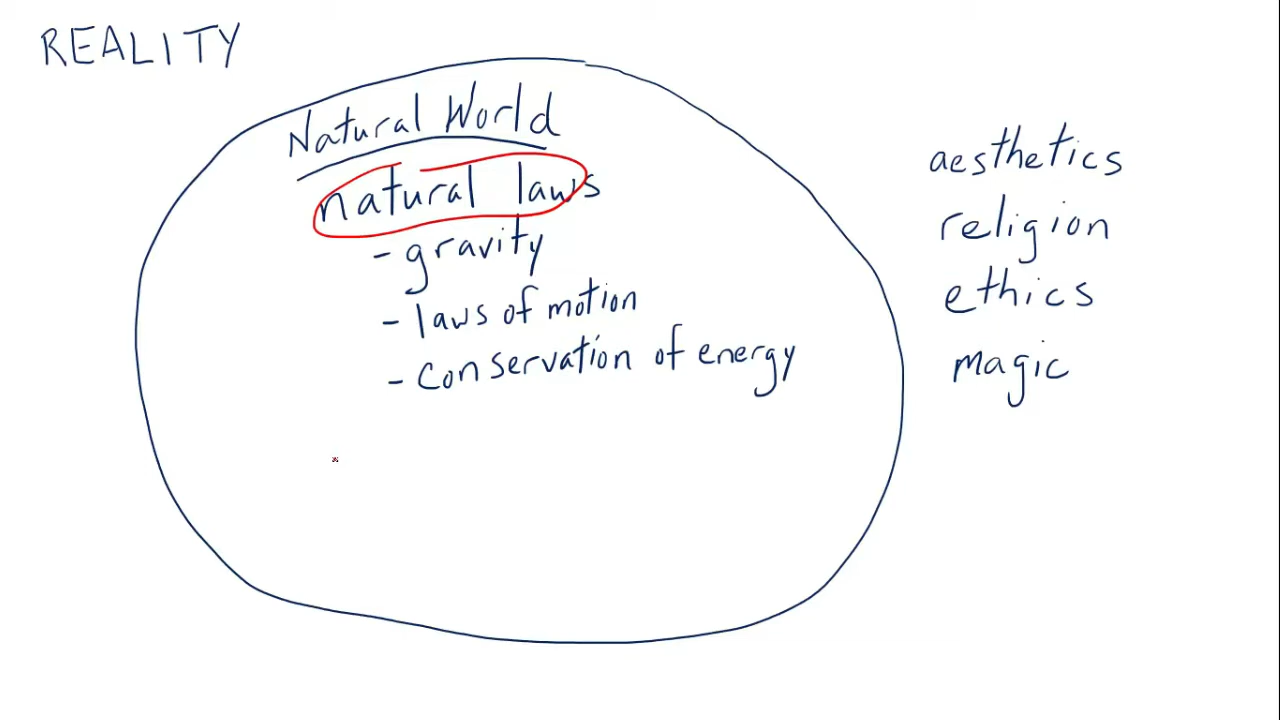 REALITY
Natural World
natural laws
- gravity
- laws of motion
- conservation of energy
aesthetics
religion
ethics
magic